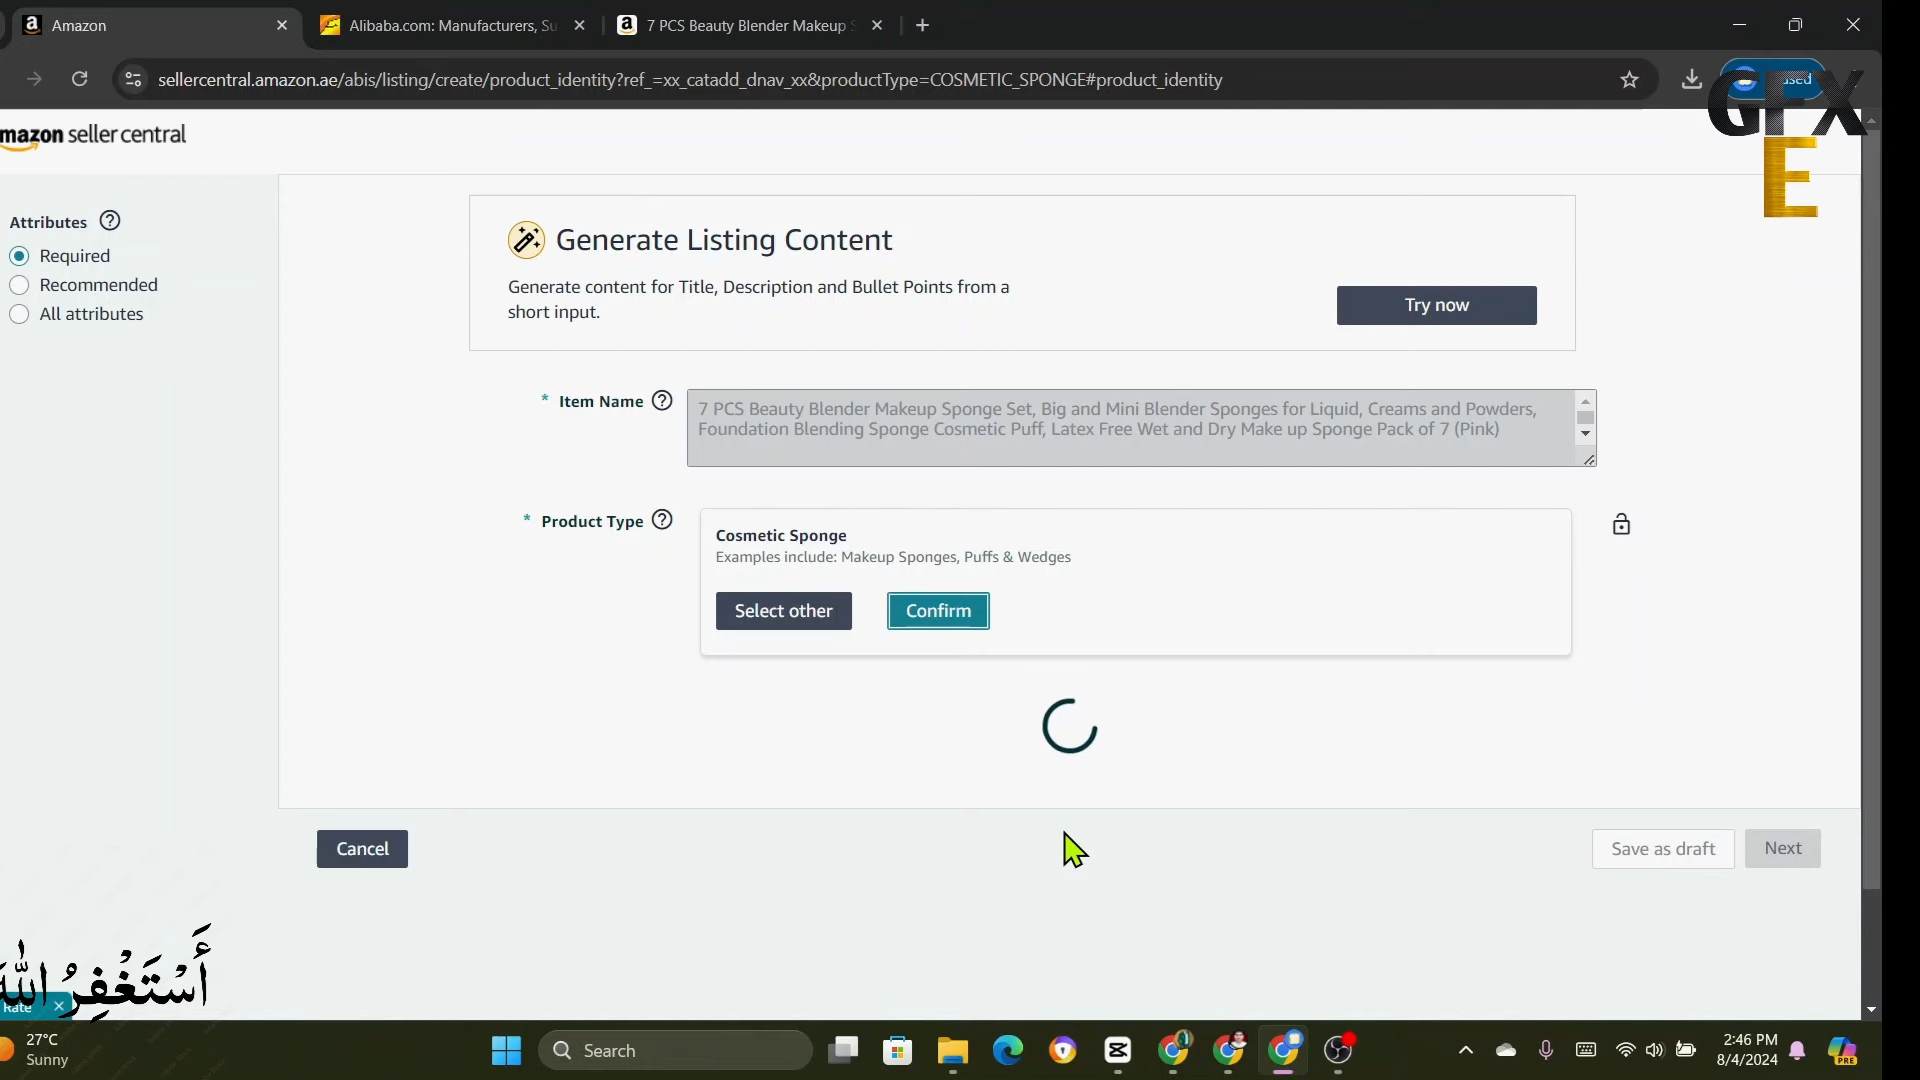 Amazon
Alibaba.com: Manufacturers, Su
7 PCS Beauty Blender Makeup S
sellercentral.amazon.ae/abis/listing/create/product_identity?ref_=xx_catadd_dnav_xx&productType=COSMETIC_SPONGE#product_identity
GFX
E
mazon seller central
Attributes
Required
Recommended
All attributes
Generate Listing Content
Generate content for Title, Description and Bullet Points from a
short input.
Try now
* Item Name
7 PCS Beauty Blender Makeup Sponge Set, Big and Mini Blender Sponges for Liquid, Creams and Powders,
Foundation Blending Sponge Cosmetic Puff, Latex Free Wet and Dry Make up Sponge Pack of 7 (Pink)
* Product Type
Cosmetic Sponge
Examples include: Makeup Sponges, Puffs & Wedges
Select other
Confirm
Cancel
Save as draft
Next
أَسْتَغْفِرُ اللّٰهَ
Rate
27°C
Sunny
Search
2:46 PM
8/4/2024
PRE